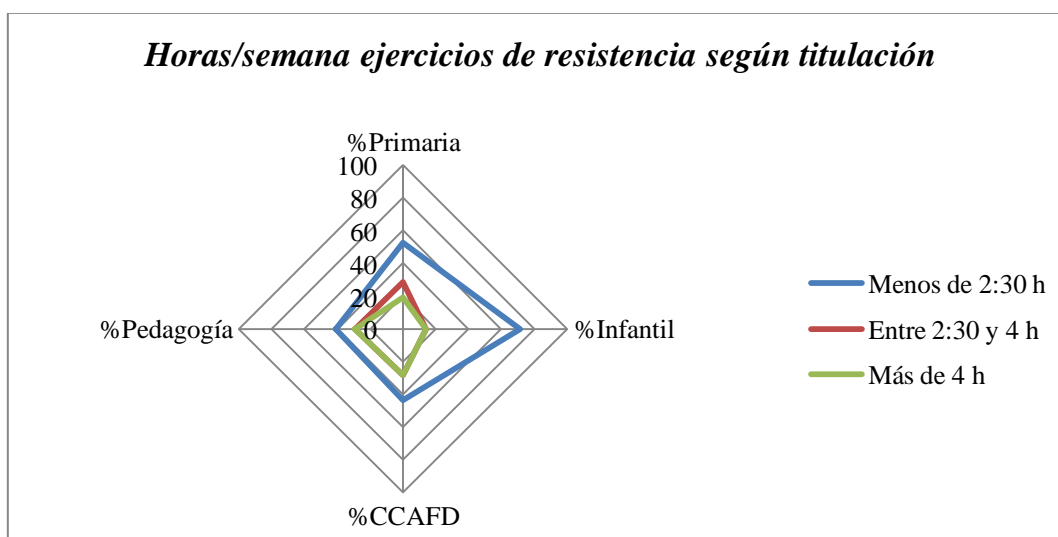 Horas/semana ejercicios de resistencia según titulación
%Primaria
100
80
60
40
20
0
%Pedagogía
%Infantil
%CCAFD
Menos de 2:30 h
Entre 2:30 y 4 h
Más de 4 h